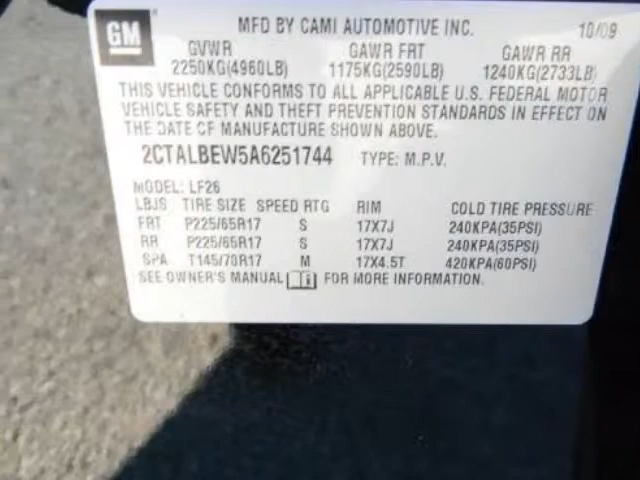 GM
MFD BY CAMI AUTOMOTIVE INC. 10/09
GVWR GAWR FRT GAWR RR
2250KG(4960LB) 1175KG(2590LB) 1240KG(2733LB)
THIS VEHICLE CONFORMS TO ALL APPLICABLE U.S. FEDERAL MOTOR
VEHICLE SAFETY AND THEFT PREVENTION STANDARDS IN EFFECT ON
THE DATE OF MANUFACTURE SHOWN ABOVE.
2CTALBEW5A6251744 TYPE: M.P.V.
MODEL: LF26
LBJS TIRE SIZE SPEED RTG RIM COLD TIRE PRESSURE
FRT P225/65R17 S 17X7J 240KPA(35PSI)
RR P225/65R17 S 17X7J 240KPA(35PSI)
SPA T145/70R17 M 17X4.5T 420KPA(60PSI)
SEE OWNER'S MANUAL FOR MORE INFORMATION.